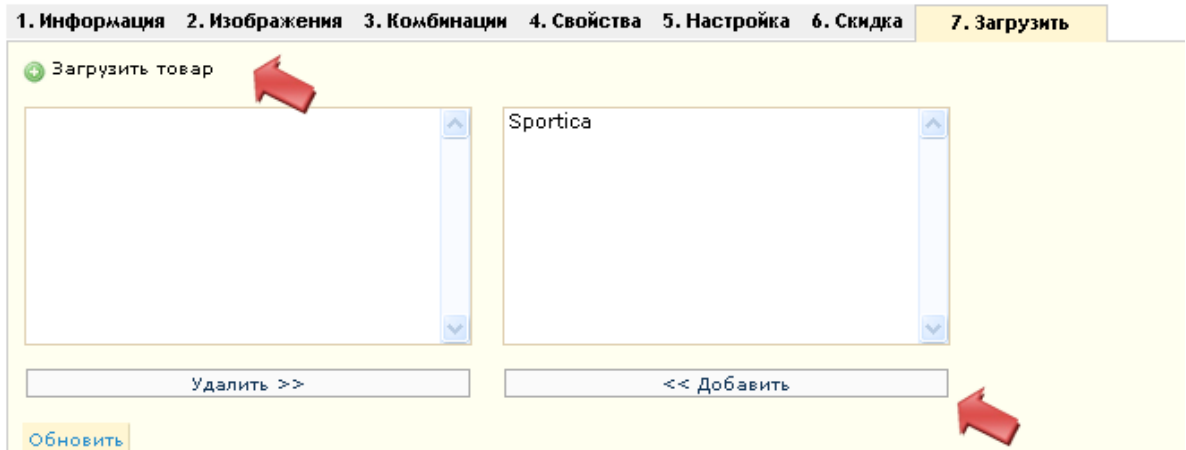 1. Информация 2. Изображения 3. Комбинации 4. Свойства 5. Настройка 6. Скидка 7. Загрузить
Загрузить товар
Sportica
Удалить >> << Добавить
Обновить